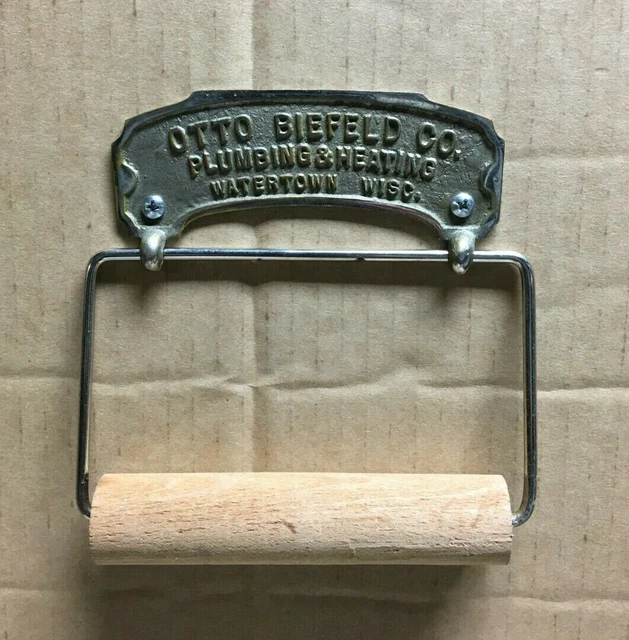 OTTO BIEFELD CO.
PLUMBING & HEATING
WATERTOWN WISC.